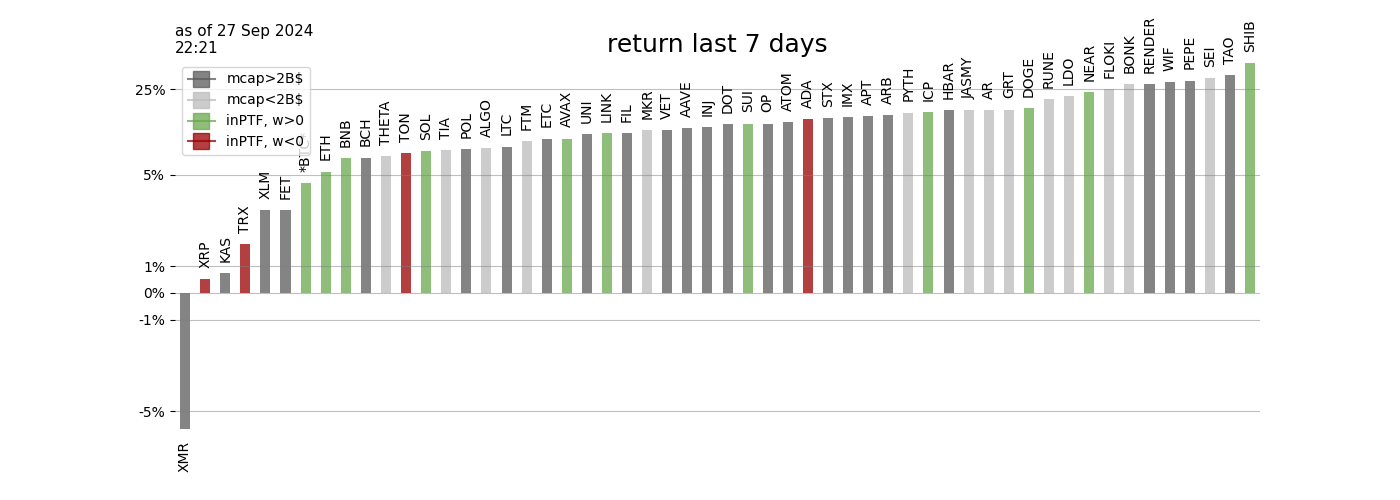 as of 27 Sep 2024
22:21
return last 7 days
mcap>2B$
mcap<2B$
inPTF, w>0
inPTF, w<0
25%
5%
1%
0%
-1%
-5%
XMR
XRP
KAS
TRX
XLM
FET
*BTC
ETH
BNB
BCH
THETA
TON
SOL
TIA
POL
ALGO
LTC
FTM
ETC
AVAX
UNI
LINK
FIL
MKR
VET
AAVE
INJ
DOT
SUI
OP
ATOM
ADA
STX
IMX
APT
ARB
PYTH
ICP
HBAR
JASMY
AR
GRT
DOGE
RUNE
LDO
NEAR
FLOKI
BONK
RENDER
WIF
PEPE
SEI
TAO
SHIB